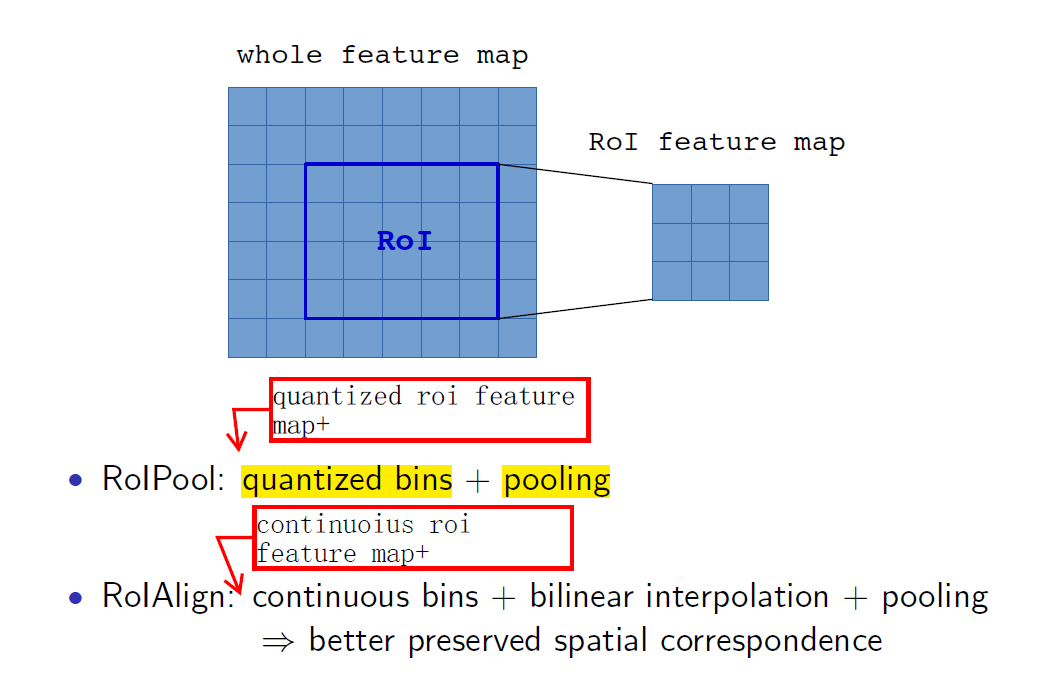 whole feature map
RoI feature map
RoI
quantized roi feature
map+
• RoIPool: quantized bins + pooling
continuoius roi
feature map+
• RoIAlign: continuous bins + bilinear interpolation + pooling
⇒ better preserved spatial correspondence